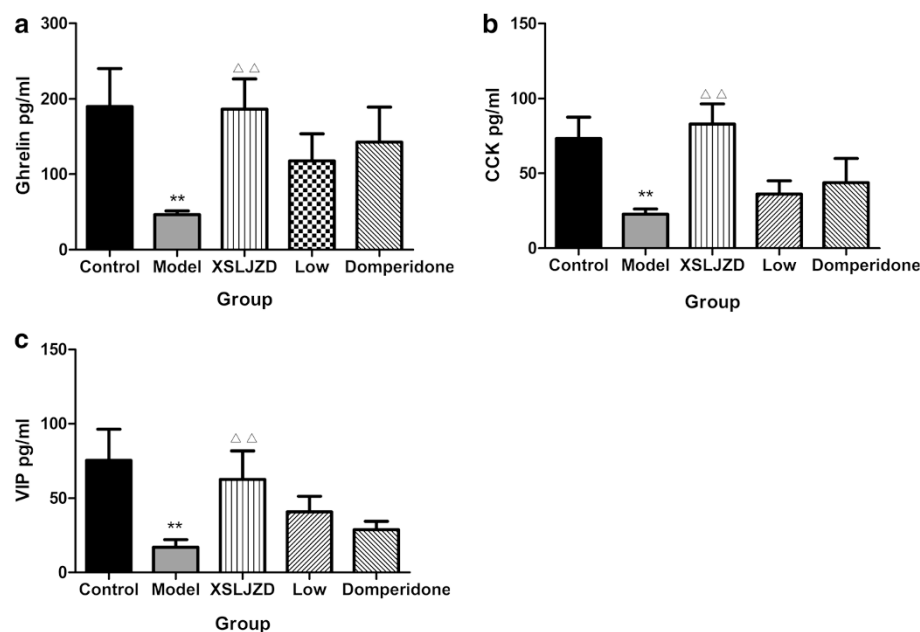 a
300
200
100
0
Ghrelin pg/ml
**
△ △
Control Model XSLJZD Low Domperidone
Group
b
150
100
50
0
CCK pg/ml
**
△ △
Control Model XSLJZD Low Domperidone
Group
c
150
100
50
0
VIP pg/ml
**
△ △
Control Model XSLJZD Low Domperidone
Group